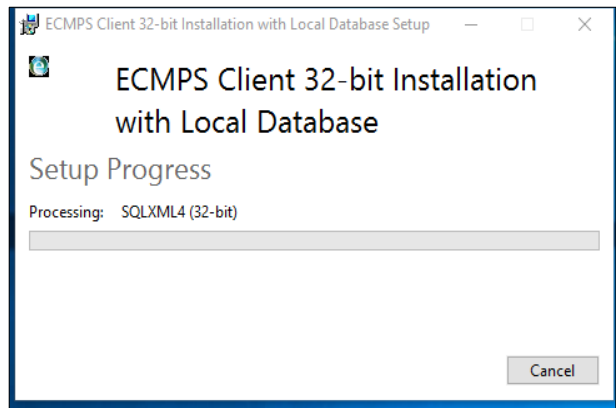 ECMPS Client 32-bit Installation with Local Database Setup
ECMPS Client 32-bit Installation
with Local Database
Setup Progress
Processing: SQLXML4 (32-bit)
Cancel